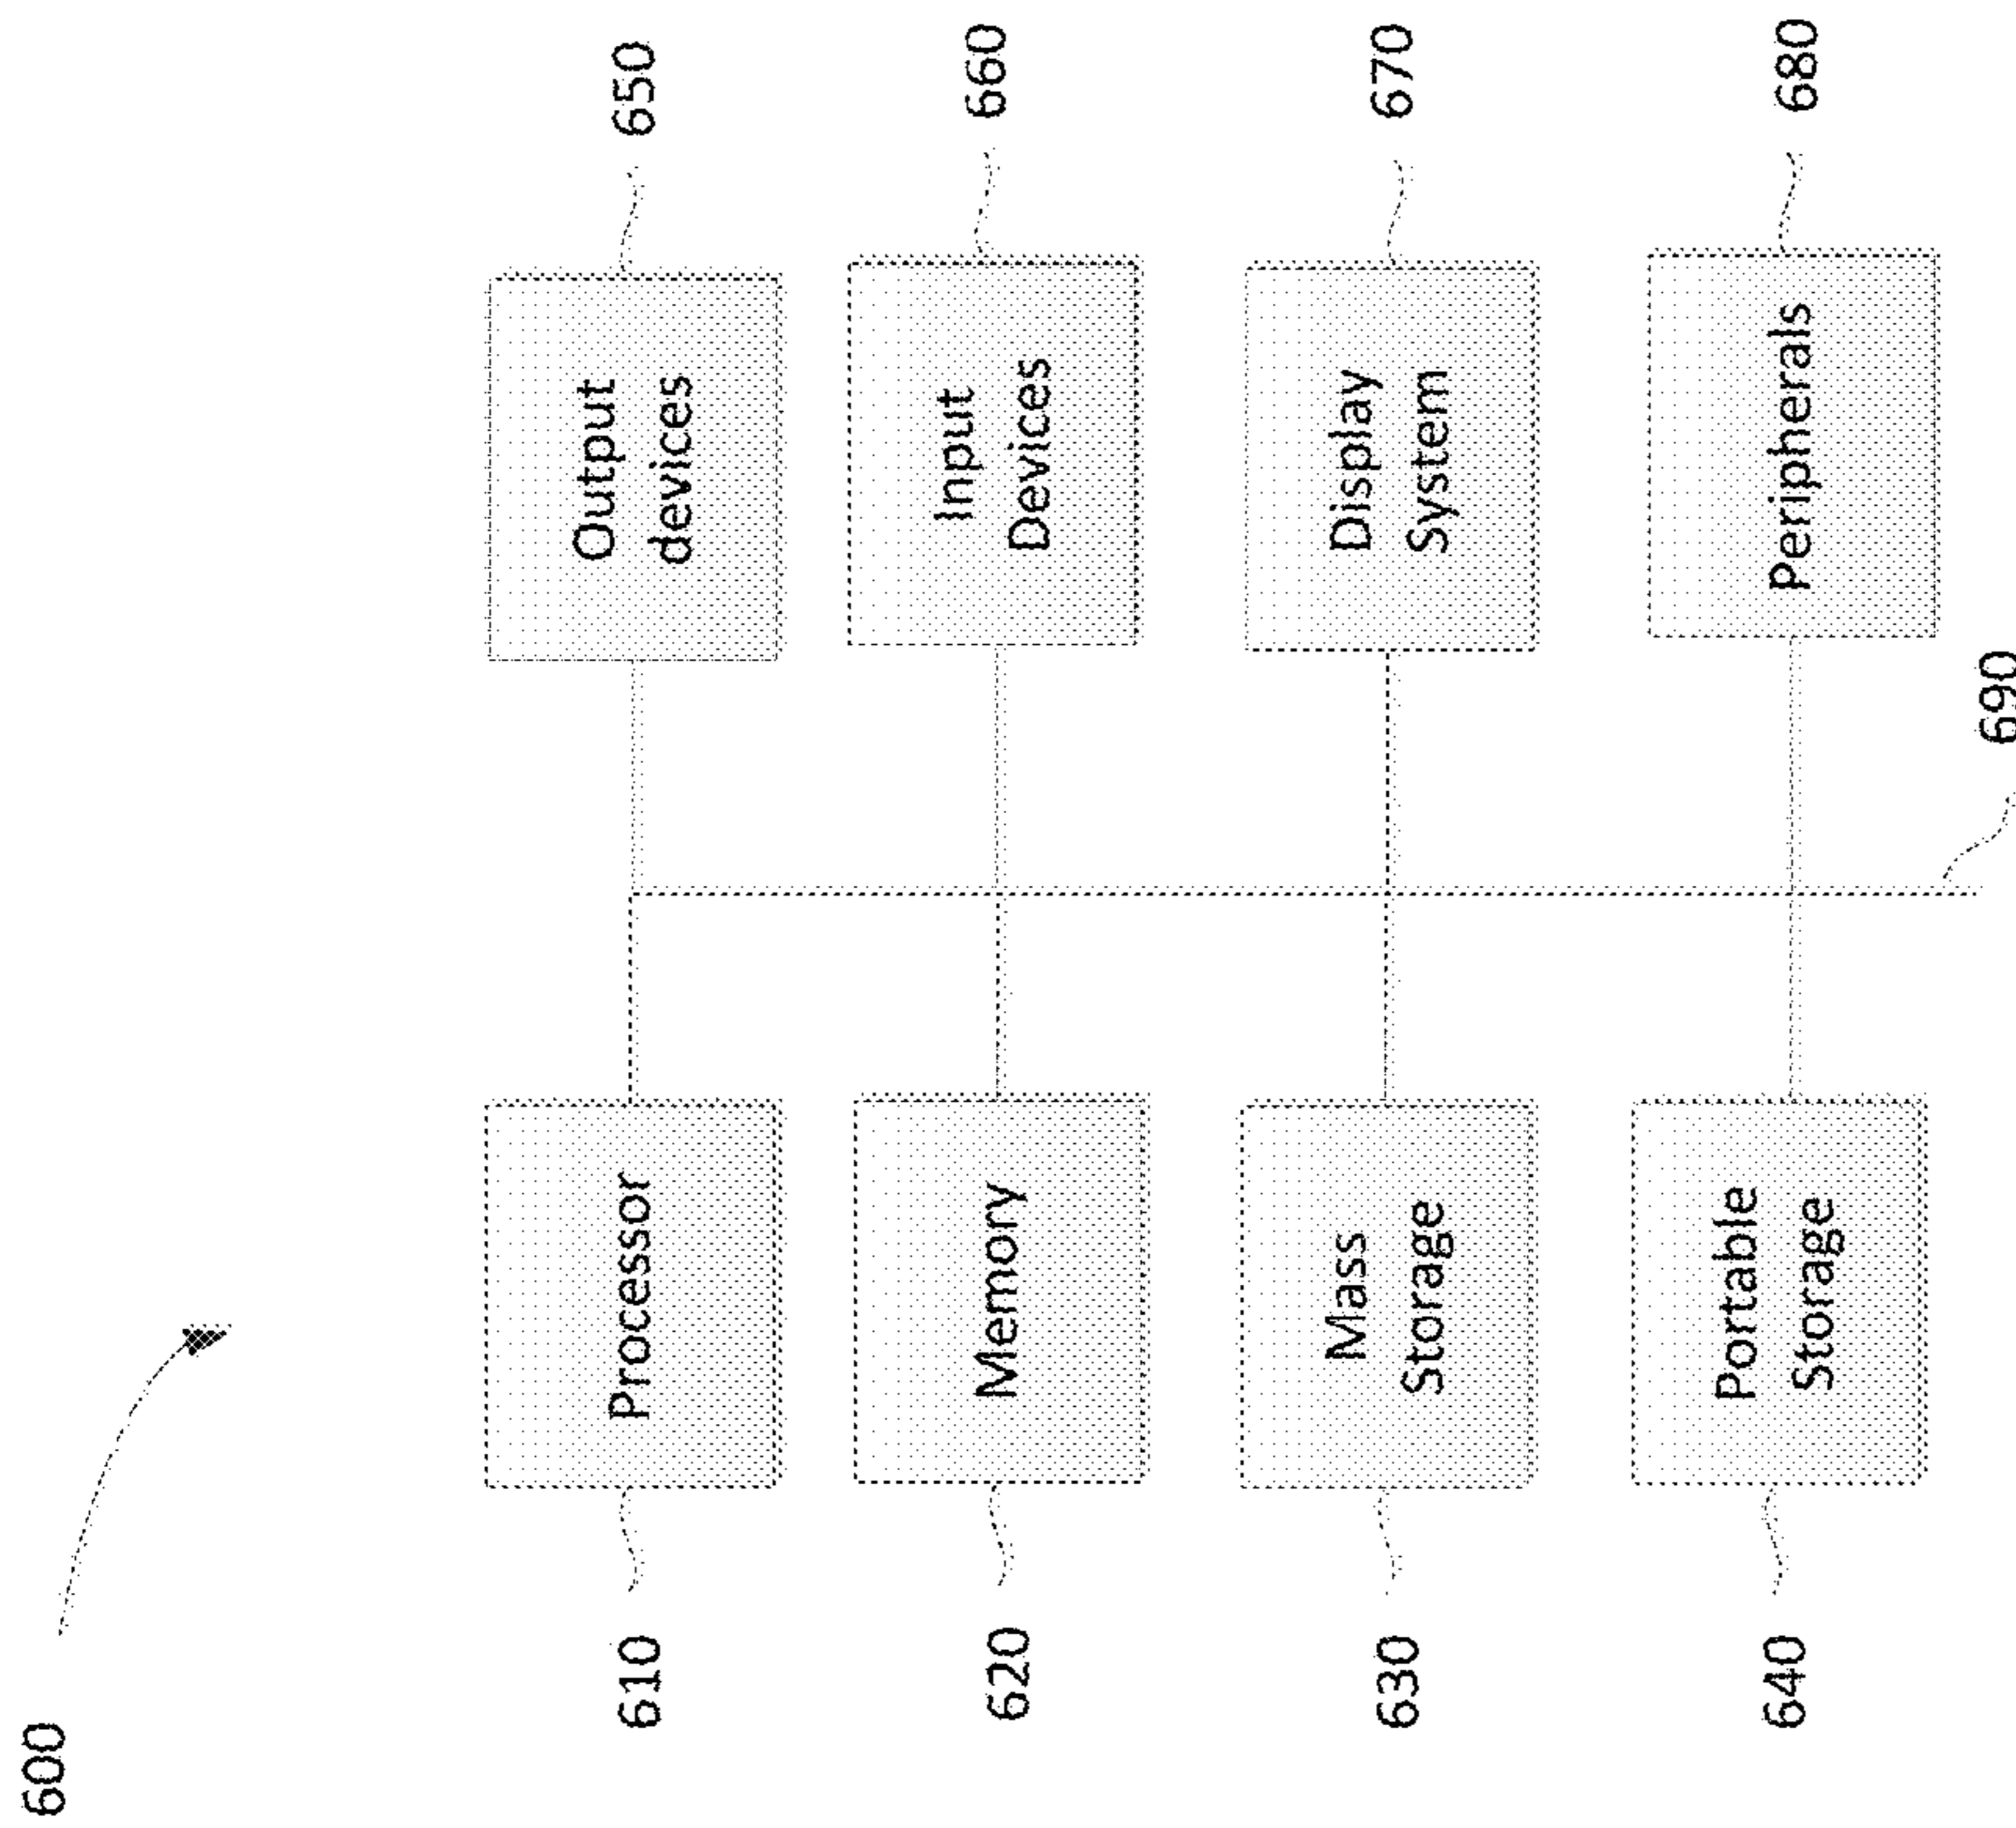 600
610
Processor
Output
devices
650
620
Memory
Input
Devices
660
630
Mass
Storage
Display
System
670
640
Portable
Storage
Peripherals
680
690